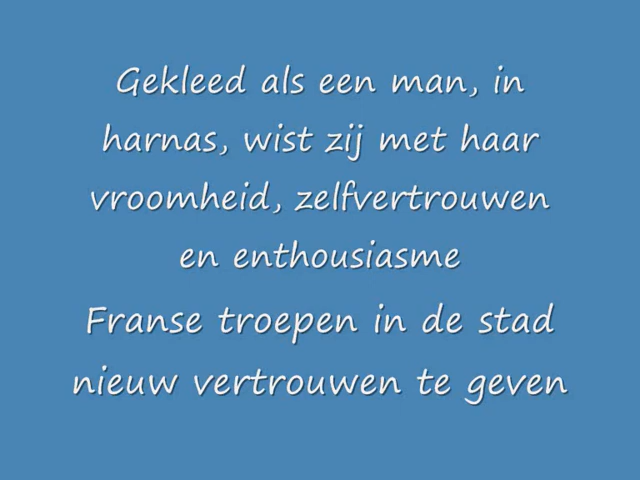 Gekleed als een man, in
harnas, wist zij met haar
vroomheid, zelfvertrouwen
en enthousiasme
Franse troepen in de stad
nieuw vertrouwen te geven